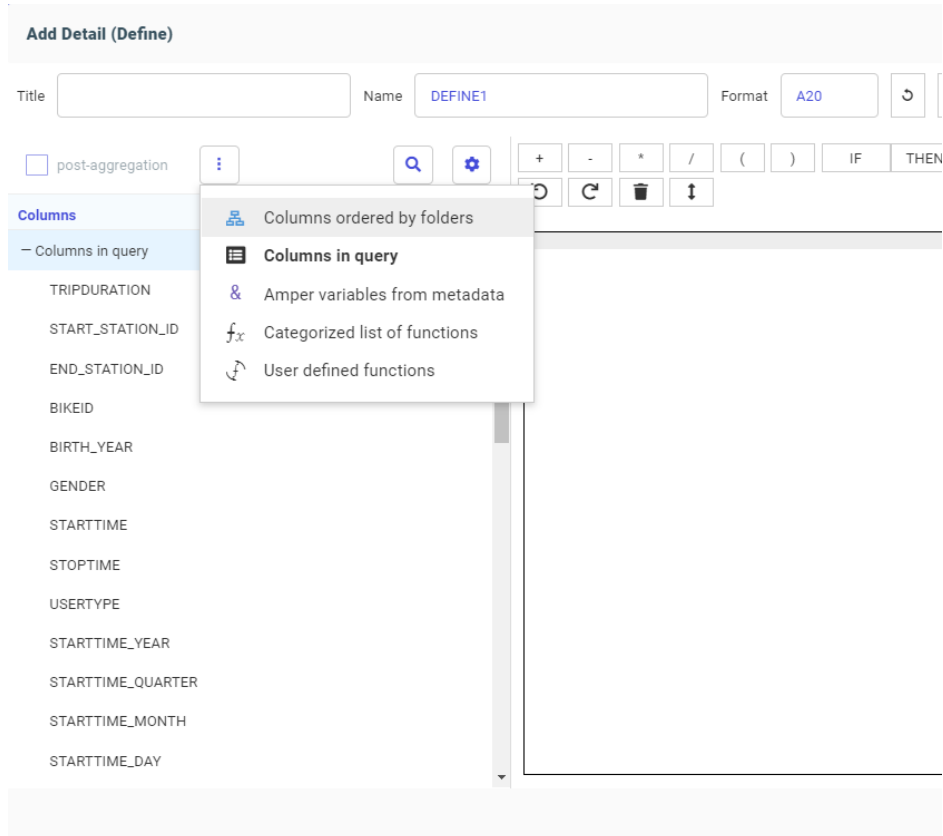 Add Detail (Define)
Title Name DEFINE1 Format A20
post-aggregation
+ - * / ( ) IF THEN
Columns
Columns in query
TRIPDURATION
START_STATION_ID
END_STATION_ID
BIKEID
BIRTH_YEAR
GENDER
STARTTIME
STOPTIME
USERTYPE
STARTTIME_YEAR
STARTTIME_QUARTER
STARTTIME_MONTH
STARTTIME_DAY
Columns ordered by folders
Columns in query
& Amper variables from metadata
fx Categorized list of functions
User defined functions